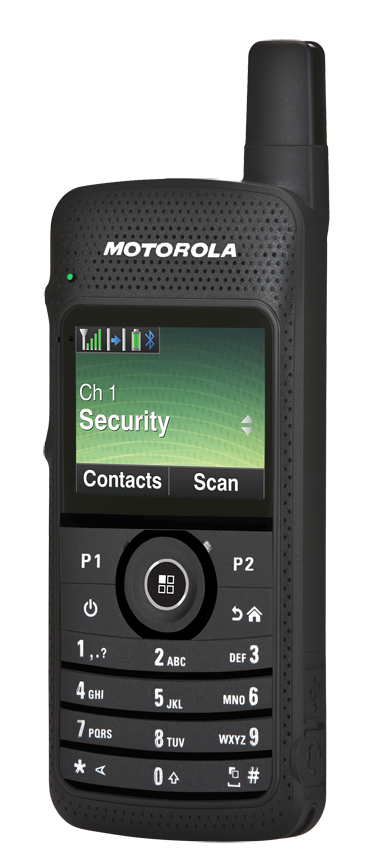 MOTOROLA
Ch 1
Security
Contacts Scan
P1 P2
1,.? 2 ABC DEF 3
4 GHI 5 JKL MNO 6
7 PQRS 8 TUV WXYZ 9
* 0 #